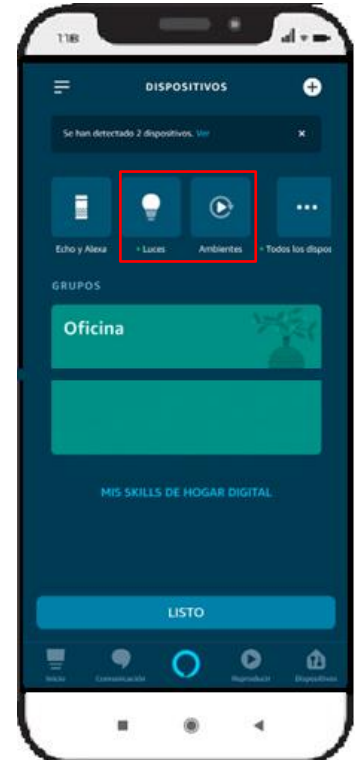 118
DISPOSITIVOS
Se han detectado 2 dispositivos. Ver
Echo y Alexa
• Luces
Ambientes
• Todos los dispos
GRUPOS
Oficina
MIS SKILLS DE HOGAR DIGITAL
LISTO
Inicio
Comunicación
Reproducir
Dispositivos